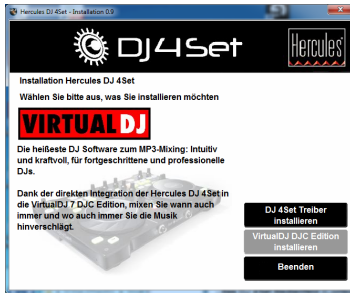 Hercules DJ 4Set - Installation 0.9
DJ4Set
Hercules
Installation Hercules DJ 4Set
Wählen Sie bitte aus, was Sie installieren möchten
VIRTUAL DJ
Die heißeste DJ Software zum MP3-Mixing: Intuitiv
und kraftvoll, für fortgeschrittene und professionelle
DJs.
Dank der direkten Integration der Hercules DJ 4Set in
die VirtualDJ 7 DJC Edition, mixen Sie wann auch
immer und wo auch immer Sie die Musik
hinverschlägt.
DJ 4Set Treiber
installieren
VirtualDJ DJC Edition
installieren
Beenden